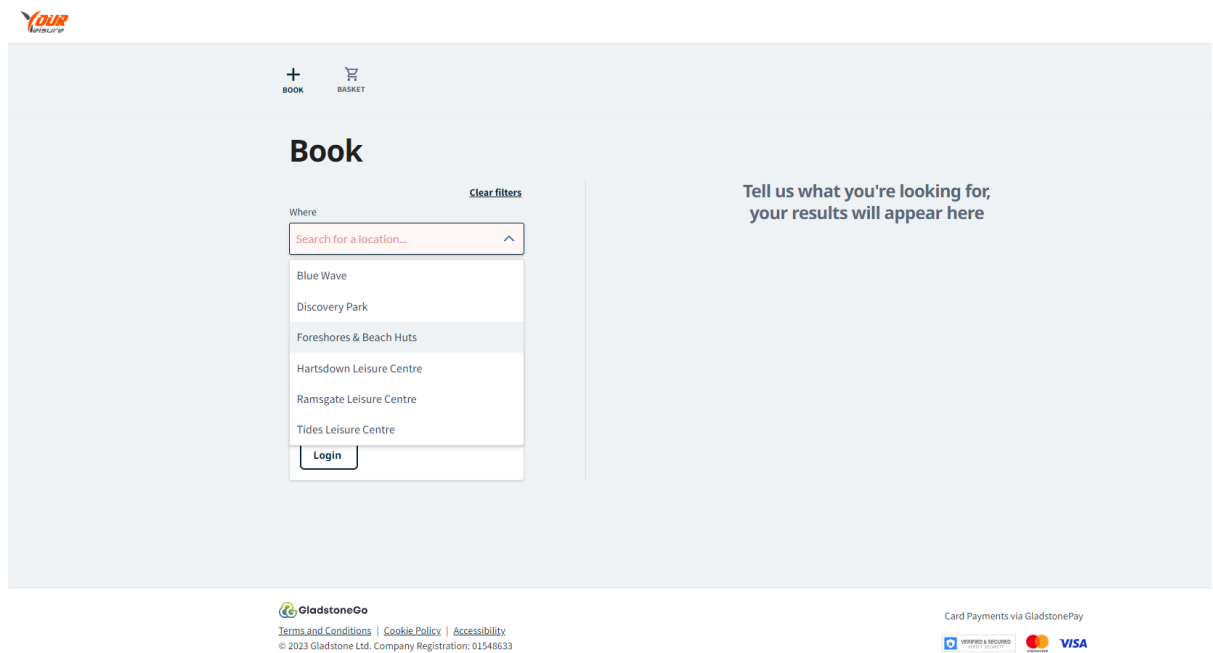 YOUR
leisure
BOOK
BASKET
Book
Clear filters
Where
Search for a location...
Blue Wave
Discovery Park
Foreshores & Beach Huts
Hartsdown Leisure Centre
Ramsgate Leisure Centre
Tides Leisure Centre
Login
Tell us what you're looking for,
your results will appear here
GladstoneGo
Terms and Conditions | Cookie Policy | Accessibility
© 2023 Gladstone Ltd. Company Registration: 01548633
Card Payments via GladstonePay
VERIFIED & SECURED
VERIFY SECURITY
VISA